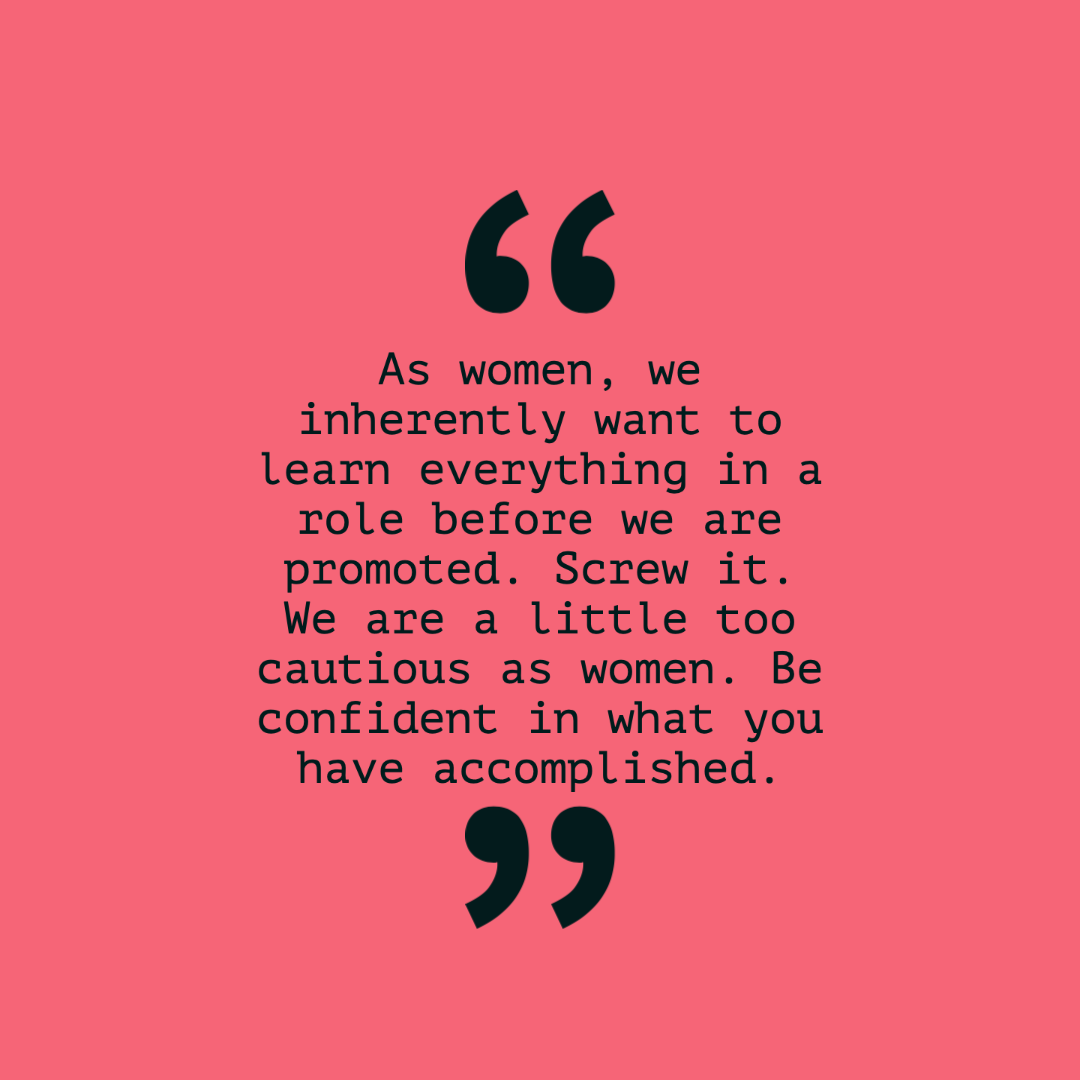 “
As women, we
inherently want to
learn everything in a
role before we are
promoted. Screw it.
We are a little too
cautious as women. Be
confident in what you
have accomplished.
”